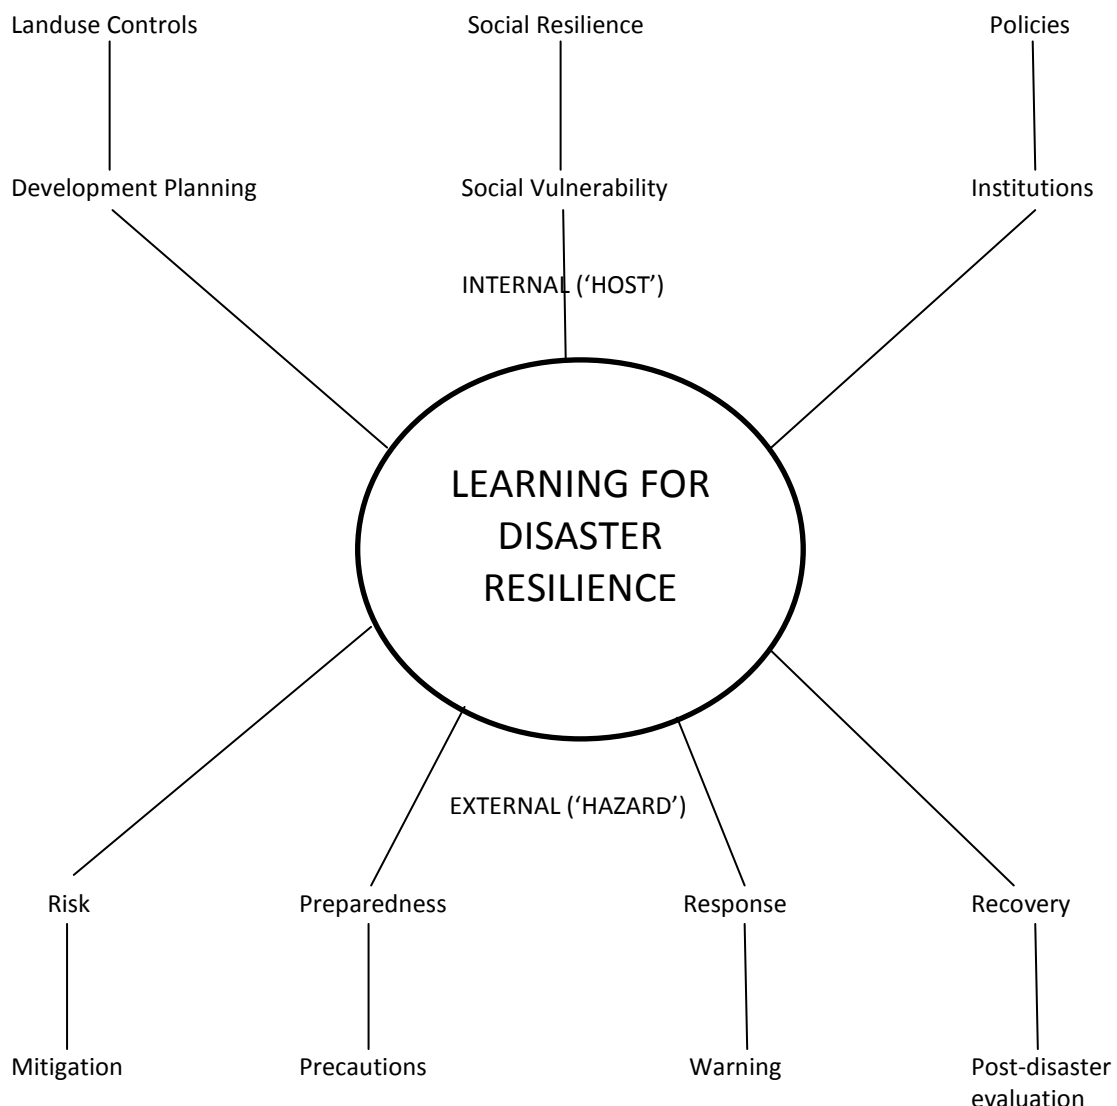 Landuse Controls
Social Resilience
Policies
Development Planning
Social Vulnerability
Institutions
INTERNAL (‘HOST’)
LEARNING FOR
DISASTER
RESILIENCE
EXTERNAL (‘HAZARD’)
Risk
Preparedness
Response
Recovery
Mitigation
Precautions
Warning
Post-disaster
evaluation